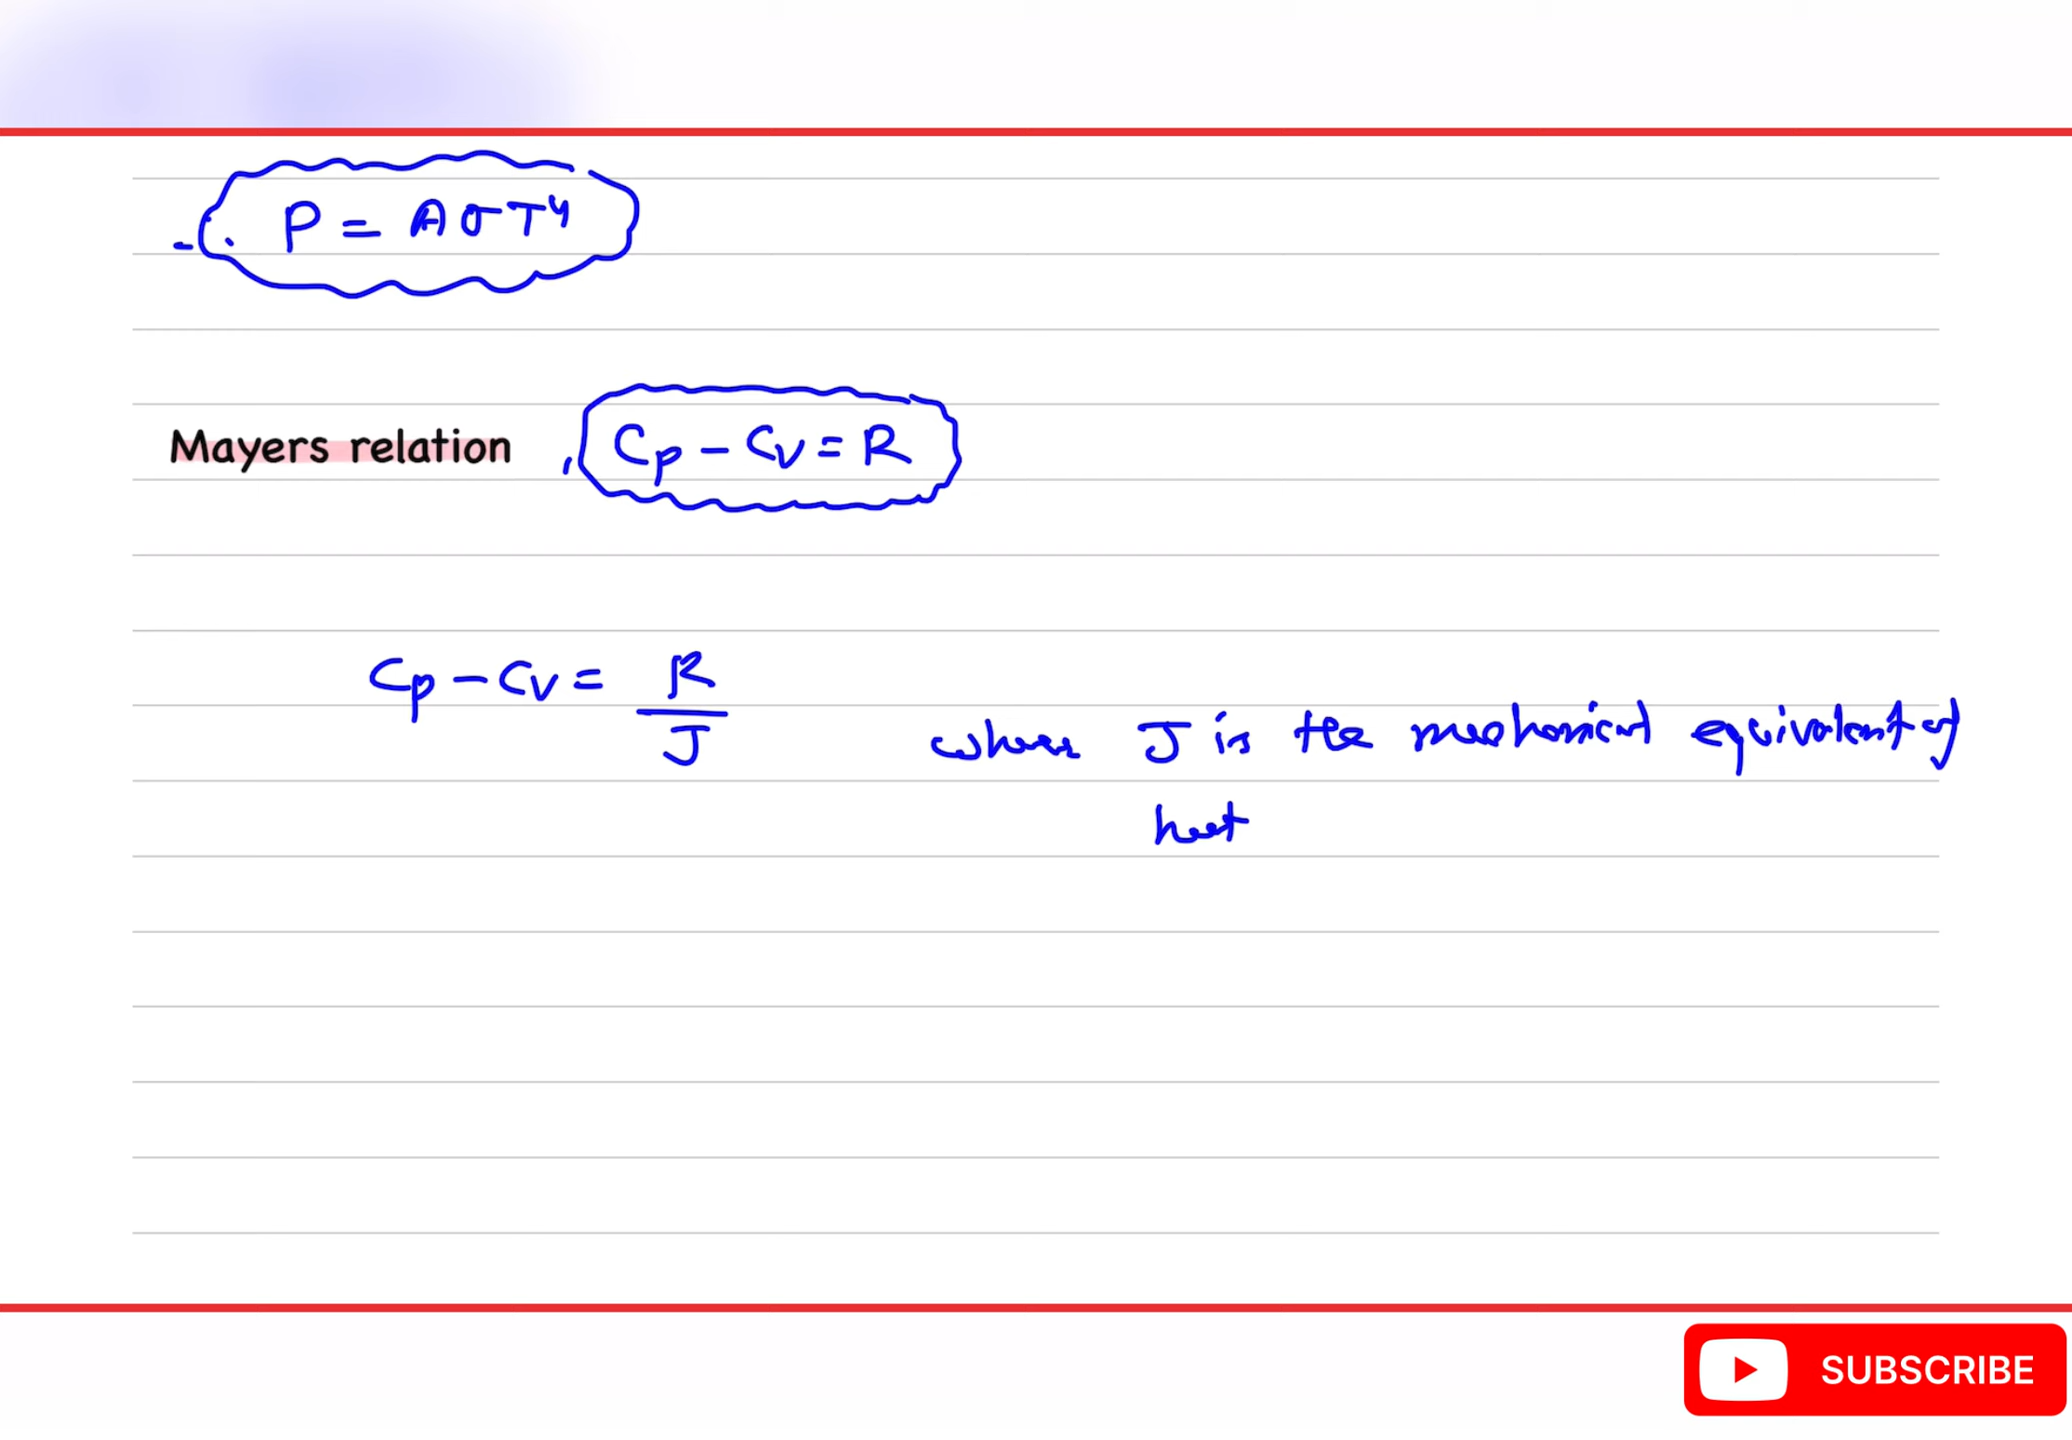 ∴ P = AσT⁴
Mayers relation , Cp - Cv = R
Cp - Cv = R/J where J is the mechanical equivalent of
heat
SUBSCRIBE